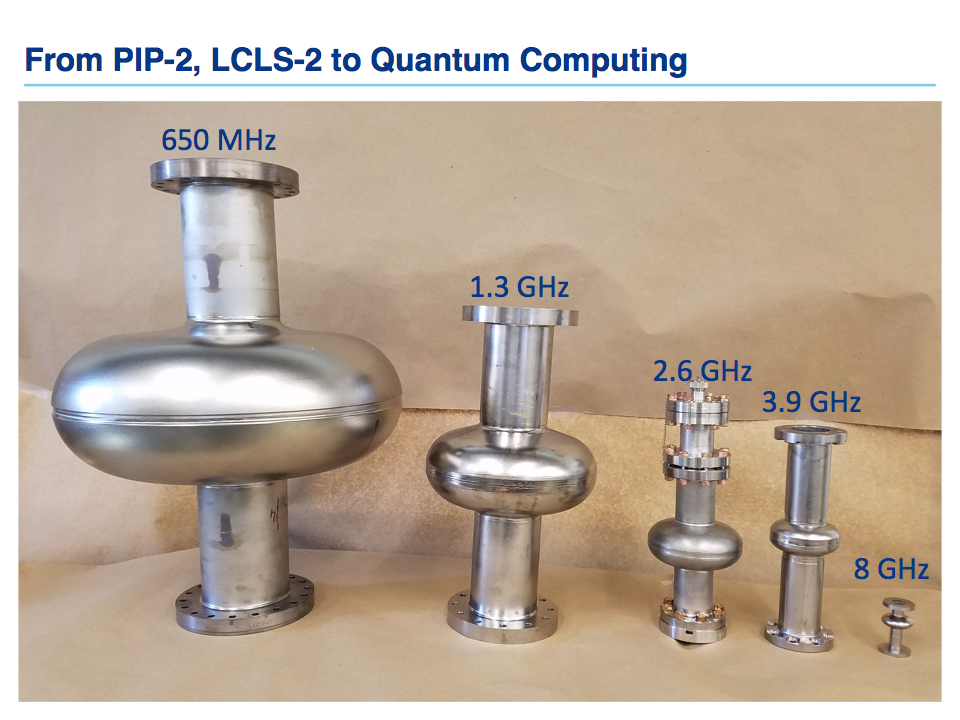 From PIP-2, LCLS-2 to Quantum Computing
650 MHz
1.3 GHz
2.6 GHz
3.9 GHz
8 GHz